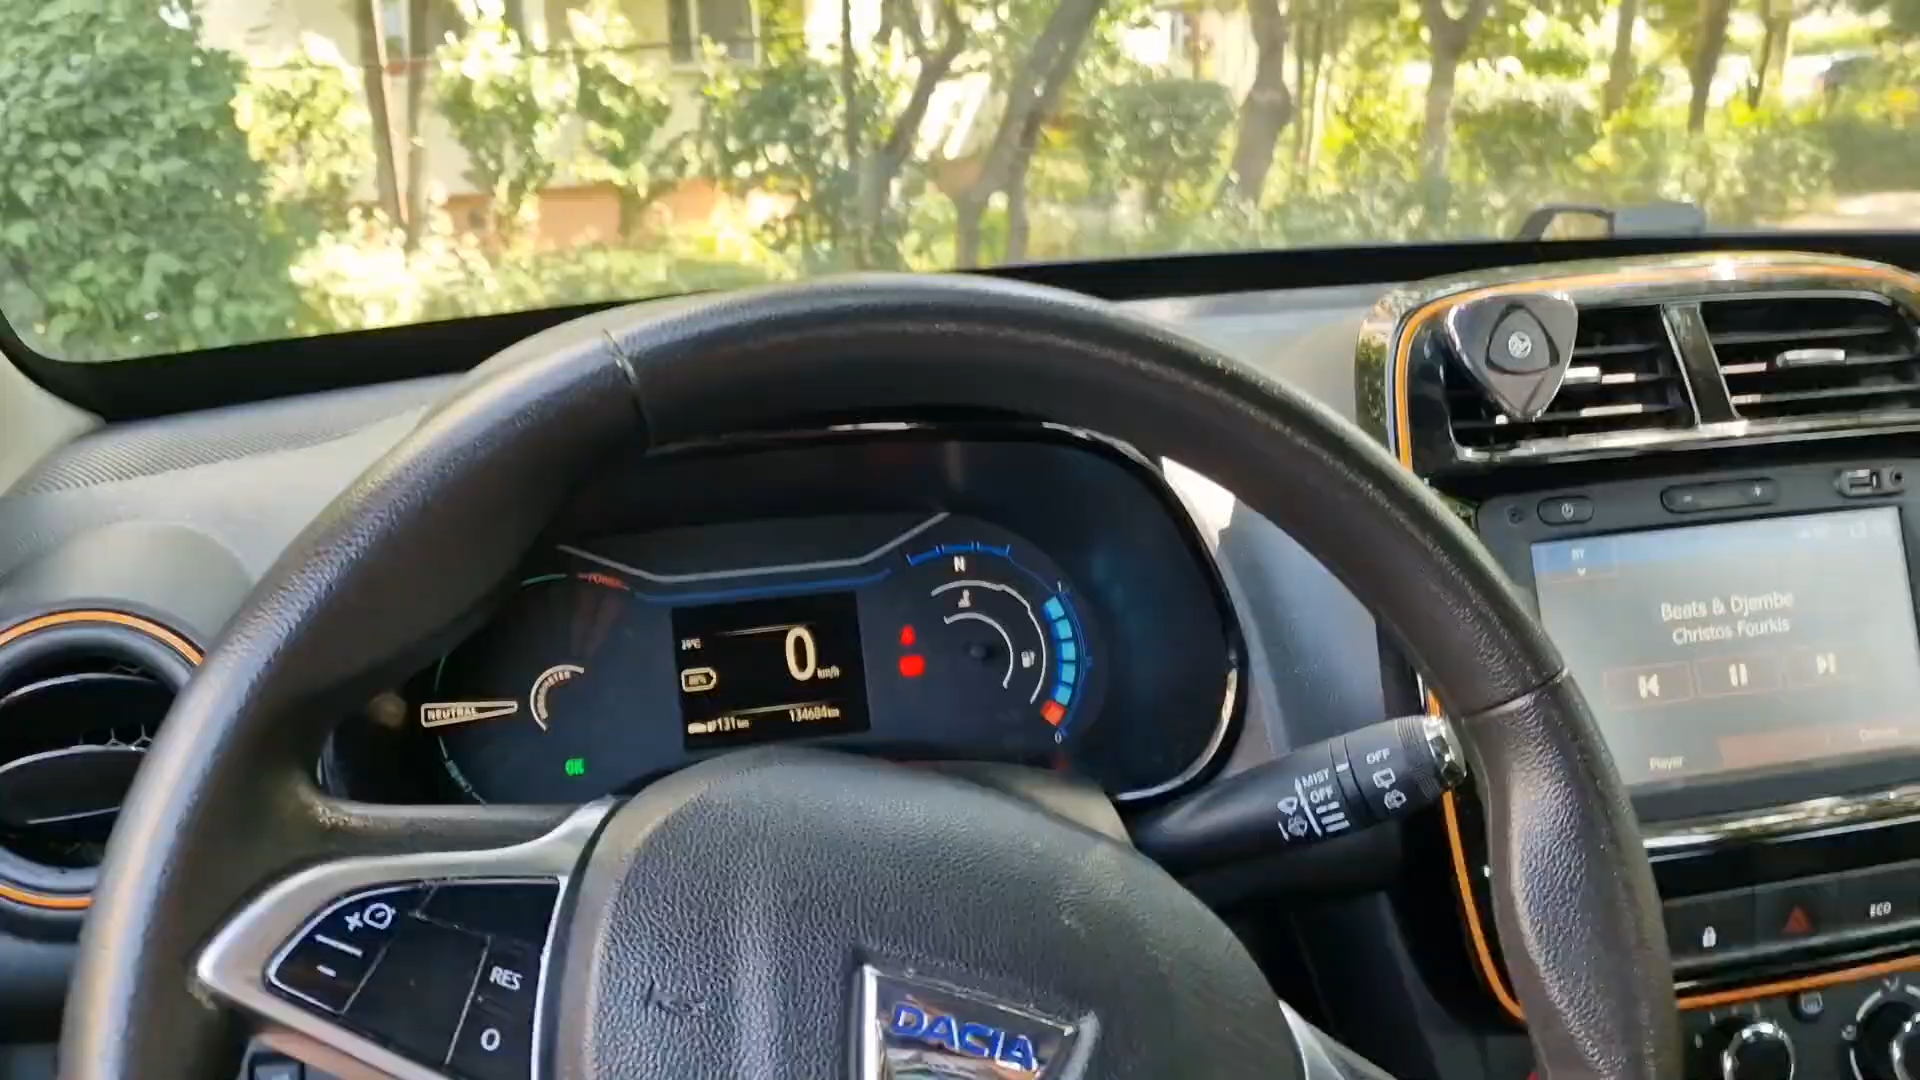 POWER
N
NEUTRAL
0
km/h
131 km
134684 km
OK
0
MIST
OFF
OFF
RES
O
DACIA
Beats & Djembe
Christos Fourkis
Player
ECO